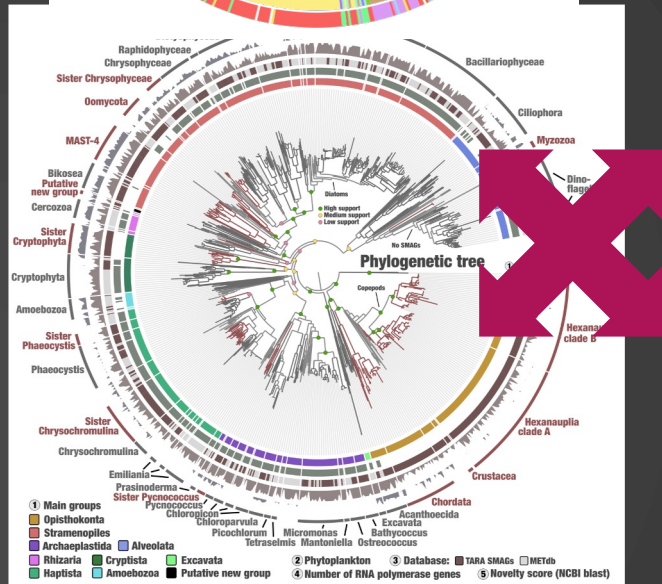 Raphidophyceae
Chrysophyceae
Sister Chrysophyceae
Oomycota
MAST-4
Bikosea
Putative
new group
Cercozoa
Sister
Cryptophyta
Cryptophyta
Amoebozoa
Sister
Phaeocystis
Phaeocystis
Sister
Chrysochromulina
Chrysochromulina
Emiliania
Prasinoderma
Sister Pycnococcus
Pycnococcus
Chloropicon
Chloroparvula
Picochlorum
Tetraselmis
Micromonas
Mantoniella
Ostreococcus
Bathycoccus
Excavata
Acanthoecida
Chordata
Crustacea
Hexanauplia
clade A
clade B
Myzozoa
Ciliophora
Bacillariophyceae
Diatoms
High support
Medium support
Low support
No SMAGs
Phylogenetic tree
Copepods
1 Main groups
Opisthokonta
Stramenopiles
Archaeplastida Alveolata
Rhizaria Cryptista Excavata
Haptista Amoebozoa Putative new group
2 Phytoplankton 3 Database: TARA SMAGs METdb
4 Number of RNA polymerase genes 5 Novelty score (NCBI blast)